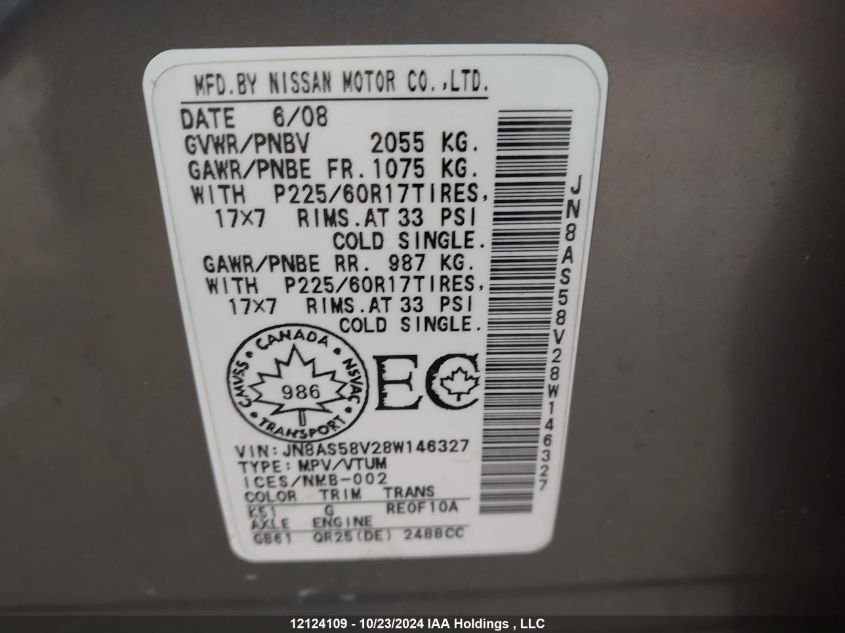 MFD.BY NISSAN MOTOR CO.,LTD.
DATE 6/08
GVWR/PNBV 2055 KG.
GAWR/PNBE FR. 1075 KG.
WITH P225/60R17TIRES,
17×7 RIMS.AT 33 PSI
COLD SINGLE.
GAWR/PNBE RR. 987 KG.
WITH P225/60R17TIRES,
17×7 RIMS.AT 33 PSI
COLD SINGLE.
CANADA
CMVSS 986 NSVAC
TRANSPORT
EC
VIN: JN8AS58V28W146327
TYPE: MPV/VTUM
ICES/NMB-002
COLOR TRIM TRANS
K51 G RE0F10A
AXLE ENGINE
GB61 QR25(DE) 2488CC
JN8AS58V28W146327
12124109 - 10/23/2024 IAA Holdings , LLC